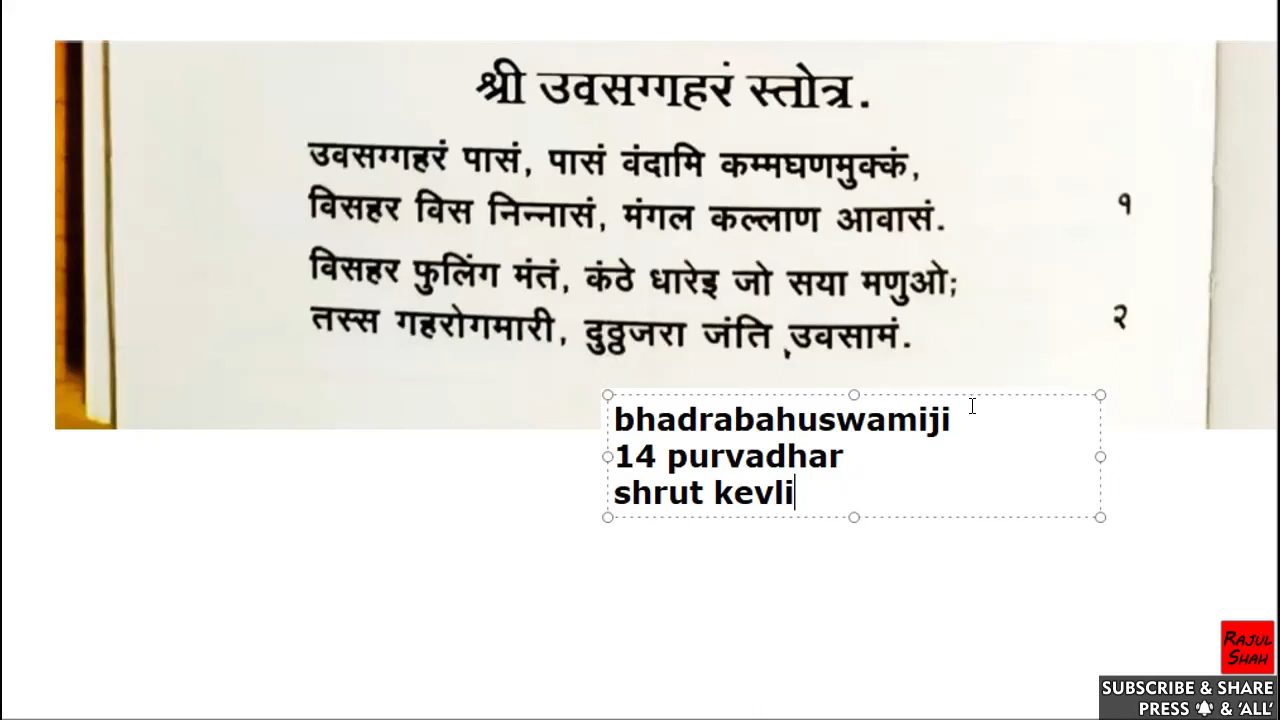 श्री उवसग्गहरं स्तोत्र.
उवसग्गहरं पासं, पासं वंदामि कम्मघणमुक्कं,
विसहर विस निन्नासं, मंगल कल्लाण आवासं. १
विसहर फुलिंग मंतं, कंठे धारेइ जो सया मणुओ;
तस्स गहरोगमारी, दुठ्ठजरा जंति उवसामं. २
bhadrabahuswamiji
14 purvadhar
shrut kevli
RAJUL
SHAH
SUBSCRIBE & SHARE
PRESS & 'ALL'